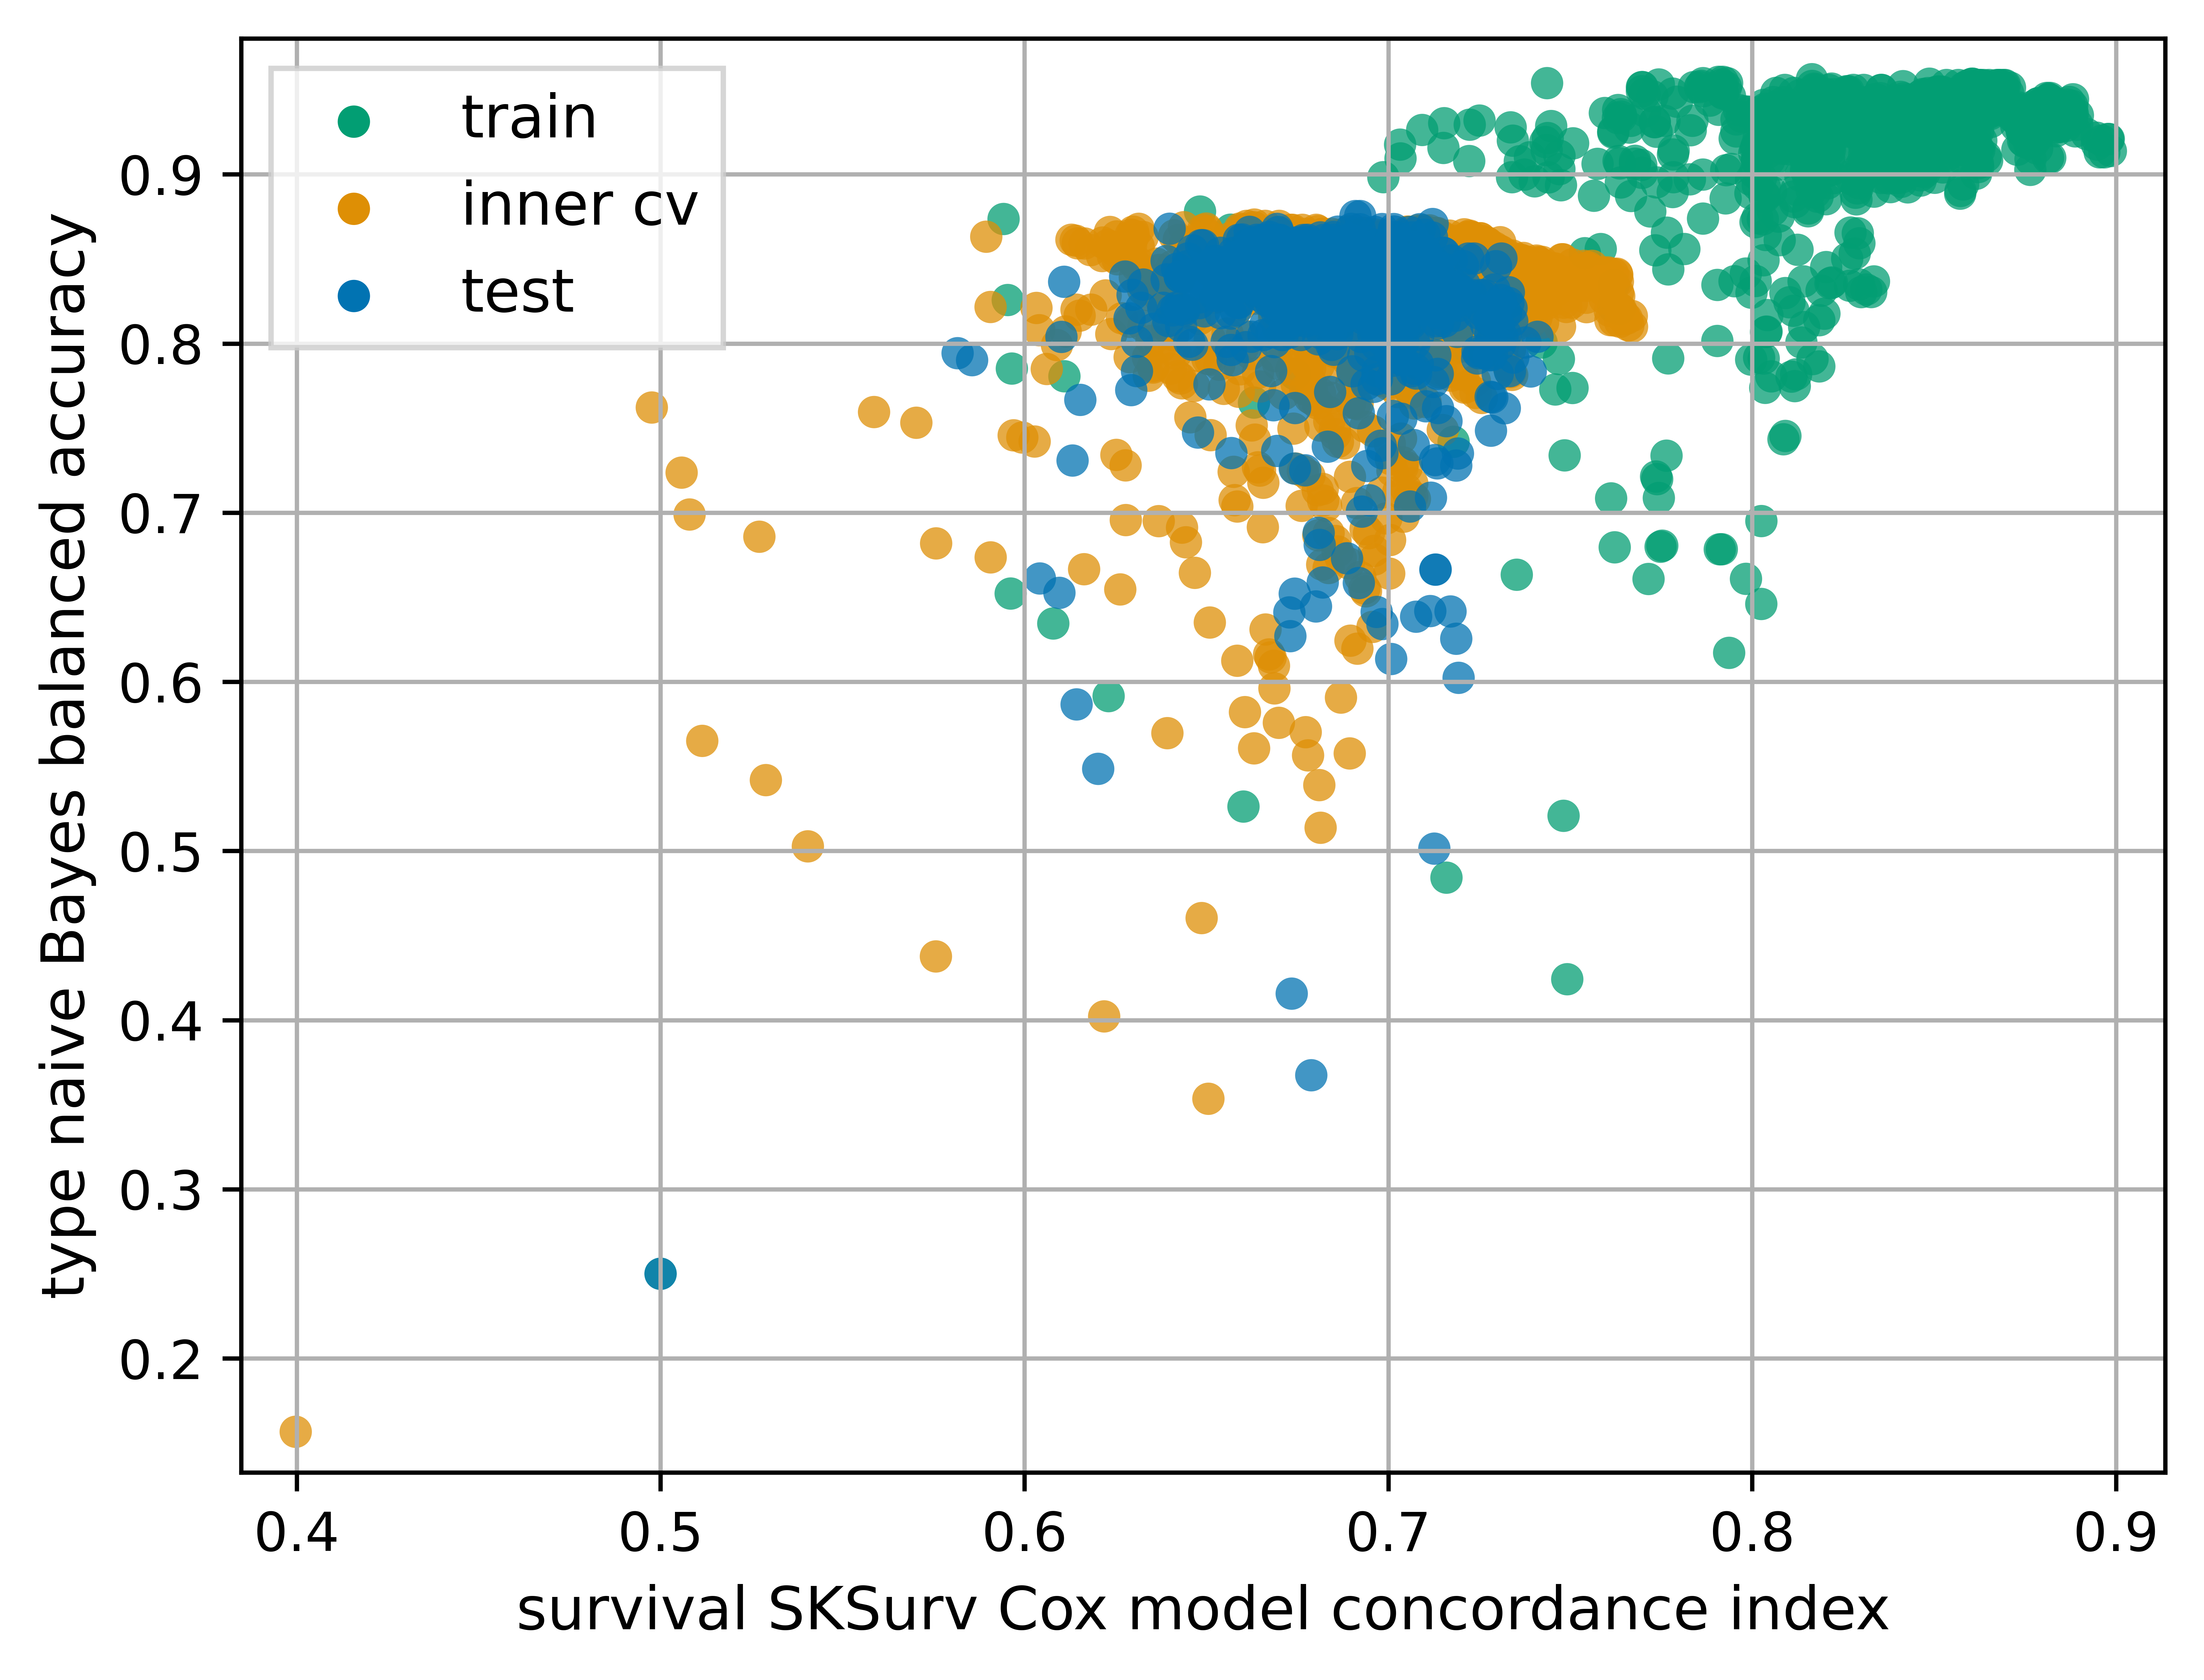 train
inner cv
test
type naive Bayes balanced accuracy
0.9
0.8
0.7
0.6
0.5
0.4
0.3
0.2
0.4 0.5 0.6 0.7 0.8 0.9
survival SKSurv Cox model concordance index